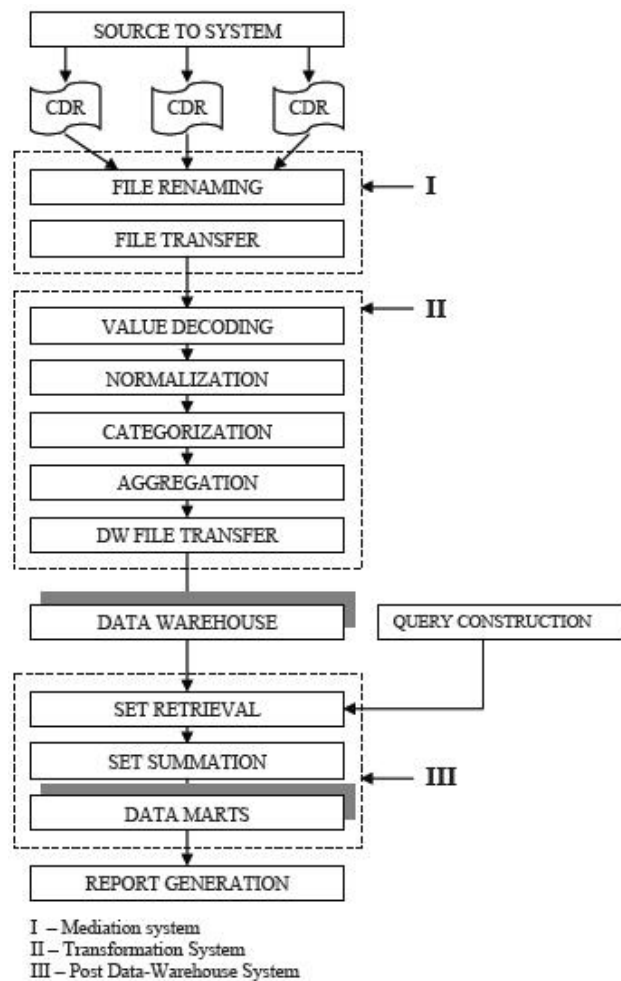 SOURCE TO SYSTEM
CDR CDR CDR
FILE RENAMING
I
FILE TRANSFER
II
VALUE DECODING
NORMALIZATION
CATEGORIZATION
AGGREGATION
DW FILE TRANSFER
DATA WAREHOUSE
QUERY CONSTRUCTION
SET RETRIEVAL
SET SUMMATION
III
DATA MARTS
REPORT GENERATION
I – Mediation system
II – Transformation System
III – Post Data-Warehouse System